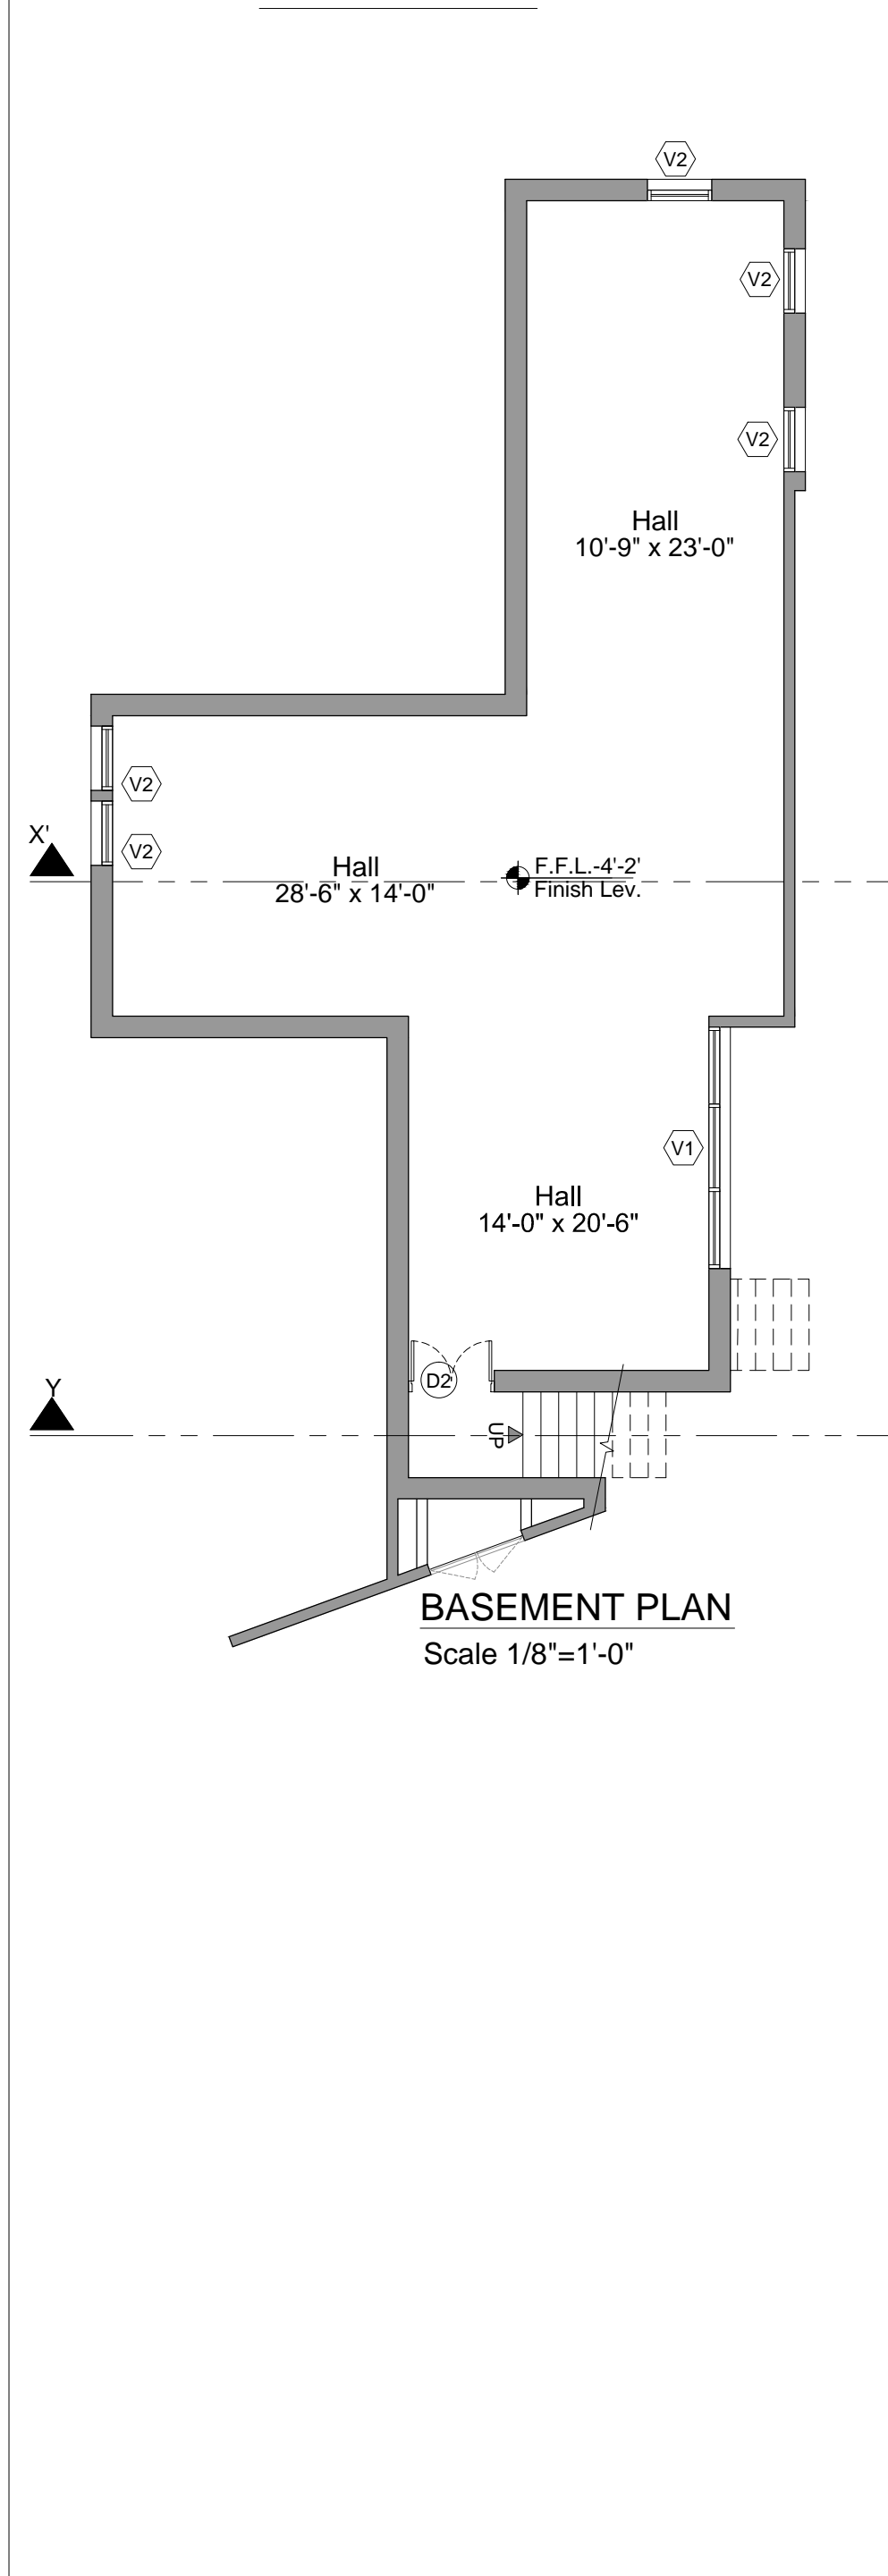 V2
V2
V2
Hall
10'-9" x 23'-0"
V2
X'
V2
Hall
28'-6" x 14'-0"
F.F.L.-4'-2'
Finish Lev.
V1
Hall
14'-0" x 20'-6"
D2
Y
UP
BASEMENT PLAN
Scale 1/8"=1'-0"